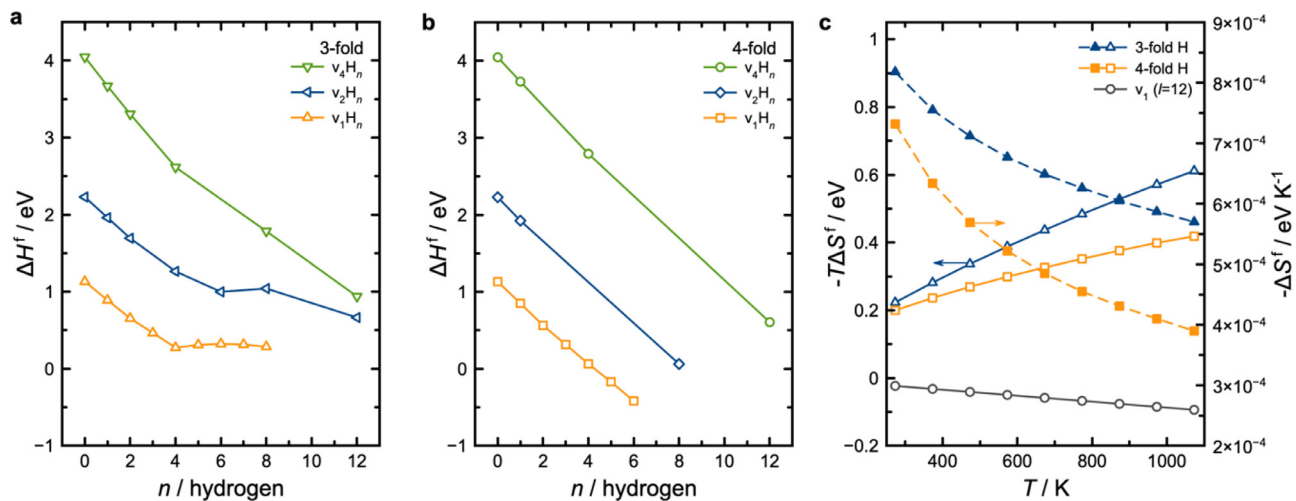 a
3-fold
v₄Hₙ
v₂Hₙ
v₁Hₙ
ΔHᶠ / eV
4
3
2
1
0
−1
0 2 4 6 8 10 12
n / hydrogen
b
4-fold
v₄Hₙ
v₂Hₙ
v₁Hₙ
ΔHᶠ / eV
4
3
2
1
0
−1
0 2 4 6 8 10 12
n / hydrogen
c
3-fold H
4-fold H
v₁ (l=12)
-TΔSᶠ / eV
1
0.8
0.6
0.4
0.2
0
−0.2
400 600 800 1000
T / K
9×10⁻⁴
8×10⁻⁴
7×10⁻⁴
6×10⁻⁴
5×10⁻⁴
4×10⁻⁴
3×10⁻⁴
2×10⁻⁴
-ΔSᶠ / eV K⁻¹